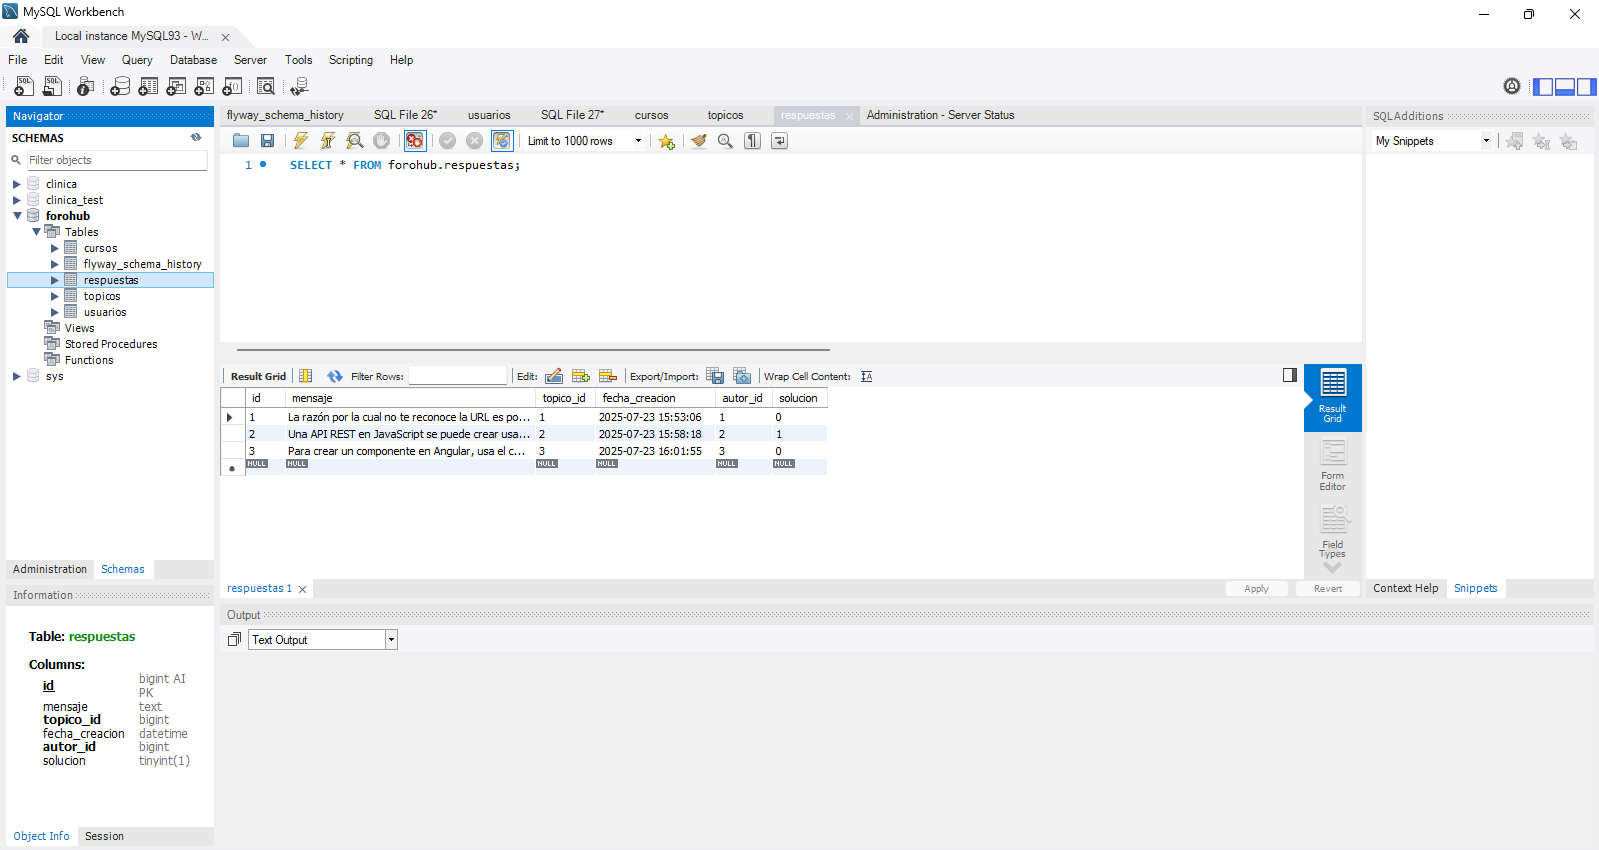 MySQL Workbench
Local instance MySQL93 - W...
File Edit View Query Database Server Tools Scripting Help
Navigator
SCHEMAS
Filter objects
clinica
clinica_test
forohub
Tables
cursos
flyway_schema_history
respuestas
topicos
usuarios
Views
Stored Procedures
Functions
sys
Administration Schemas
Information
Table: respuestas
Columns:
id bigint AI PK
mensaje text
topico_id bigint
fecha_creacion datetime
autor_id bigint
solucion tinyint(1)
Object Info Session
flyway_schema_history SQL File 26* usuarios SQL File 27* cursos topicos respuestas Administration - Server Status
Limit to 1000 rows
1 SELECT * FROM forohub.respuestas;
Result Grid Filter Rows: Edit: Export/Import: Wrap Cell Content:
id mensaje topico_id fecha_creacion autor_id solucion
1 La razón por la cual no te reconoce la URL es po... 1 2025-07-23 15:53:06 1 0
2 Una API REST en JavaScript se puede crear usa... 2 2025-07-23 15:58:18 2 1
3 Para crear un componente en Angular, usa el c... 3 2025-07-23 16:01:55 3 0
NULL NULL NULL NULL NULL NULL
Result Grid
Form Editor
Field Types
respuestas 1 Apply Revert
Output
Text Output
SQLAdditions
My Snippets
Context Help Snippets